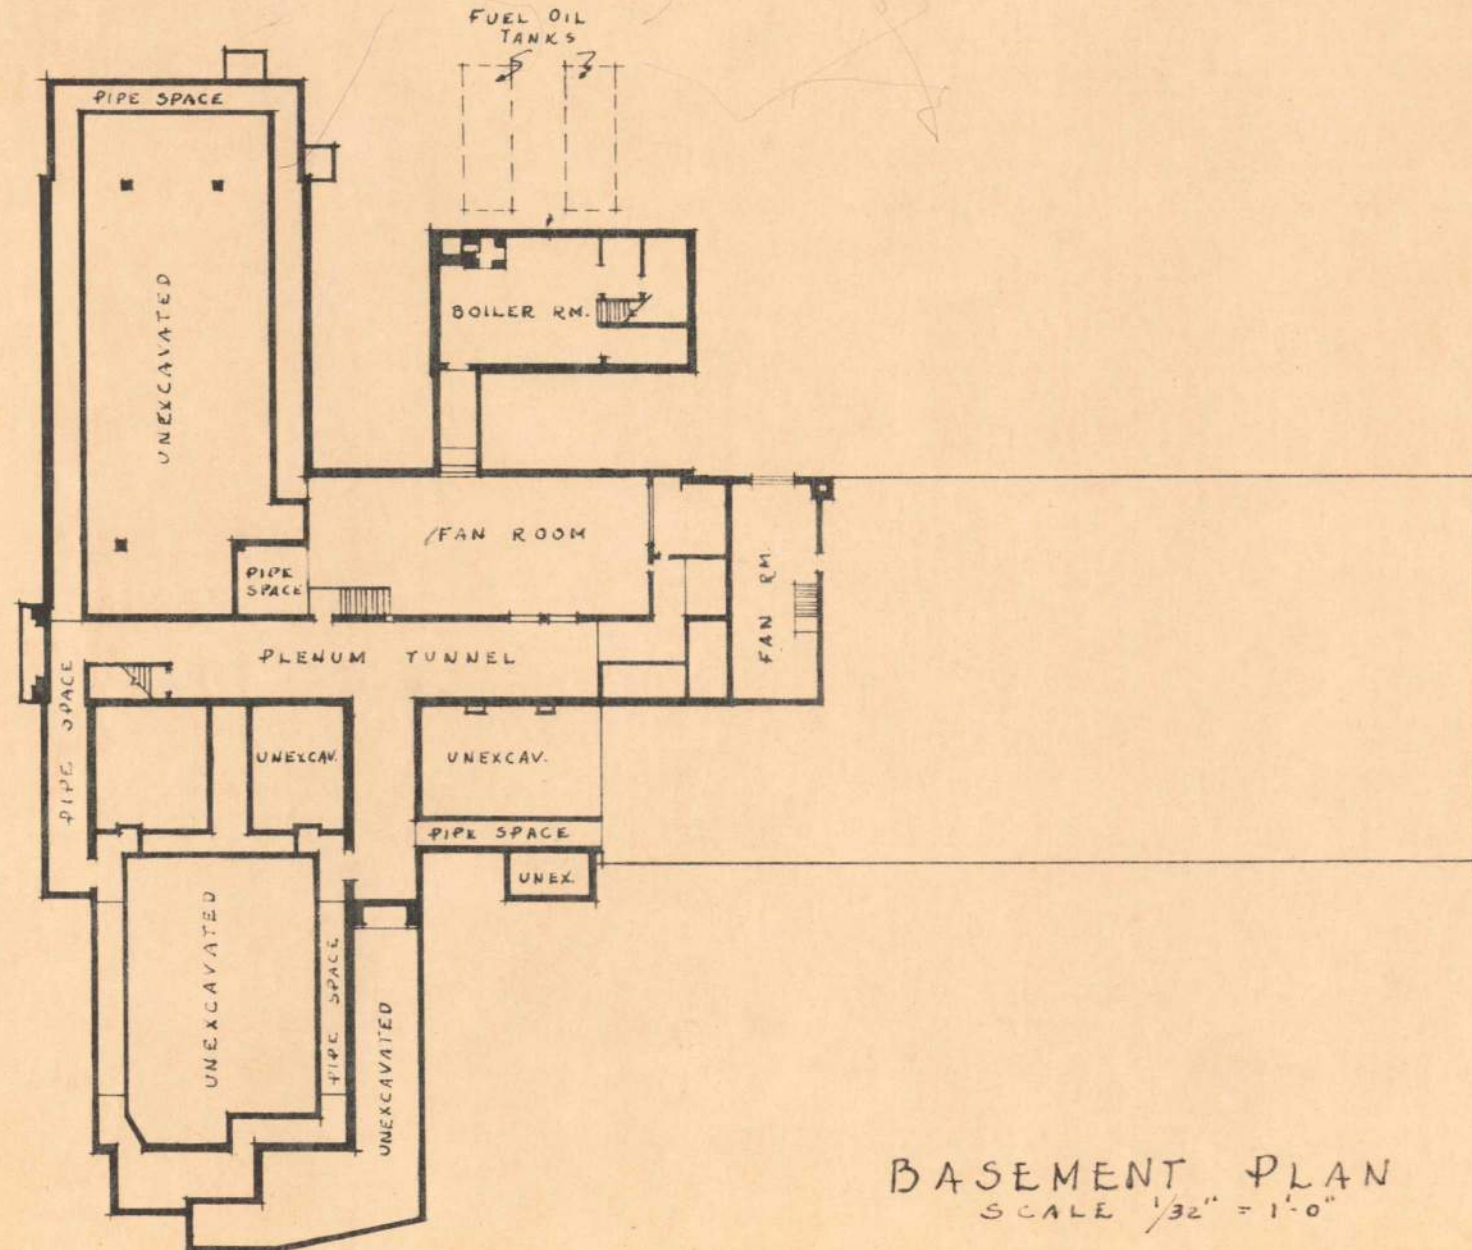 FUEL OIL
TANKS
PIPE SPACE
UNEXCAVATED
BOILER RM.
FAN ROOM
PIPE
SPACE
FAN RM.
PLENUM TUNNEL
PIPE SPACE
UNEXCAV.
UNEXCAV.
PIPE SPACE
UNEX.
UNEXCAVATED
PIPE SPACE
UNEXCAVATED
BASEMENT PLAN
SCALE 1/32" = 1'-0"